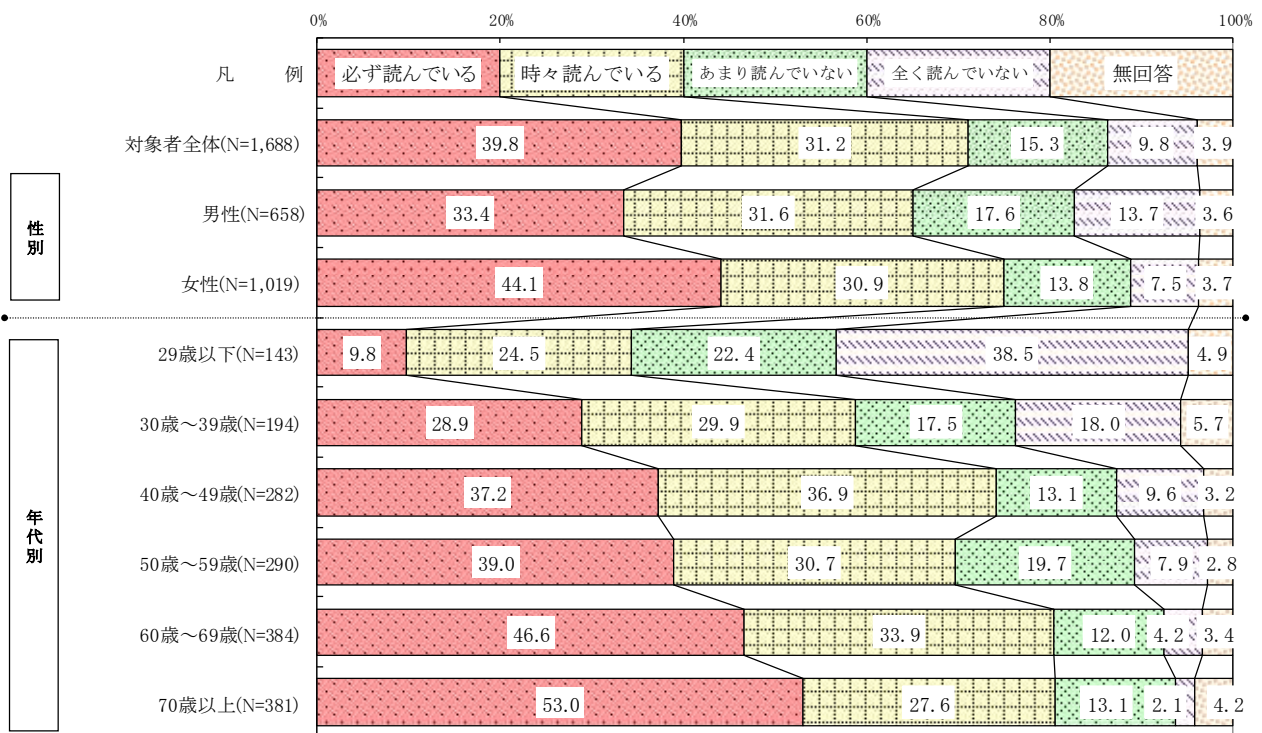 0% 20% 40% 60% 80% 100%
凡 例 必ず読んでいる 時々読んでいる あまり読んでいない 全く読んでいない 無回答
対象者全体(N=1,688) 39.8 31.2 15.3 9.8 3.9
性別
男性(N=658) 33.4 31.6 17.6 13.7 3.6
女性(N=1,019) 44.1 30.9 13.8 7.5 3.7
年代別
29歳以下(N=143) 9.8 24.5 22.4 38.5 4.9
30歳～39歳(N=194) 28.9 29.9 17.5 18.0 5.7
40歳～49歳(N=282) 37.2 36.9 13.1 9.6 3.2
50歳～59歳(N=290) 39.0 30.7 19.7 7.9 2.8
60歳～69歳(N=384) 46.6 33.9 12.0 4.2 3.4
70歳以上(N=381) 53.0 27.6 13.1 2.1 4.2